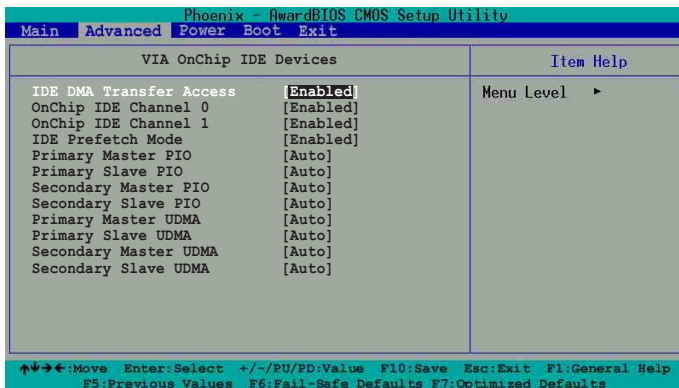 Phoenix - AwardBIOS CMOS Setup Utility
Main Advanced Power Boot Exit
VIA OnChip IDE Devices
Item Help
IDE DMA Transfer Access [Enabled]
Menu Level ►
OnChip IDE Channel 0 [Enabled]
OnChip IDE Channel 1 [Enabled]
IDE Prefetch Mode [Enabled]
Primary Master PIO [Auto]
Primary Slave PIO [Auto]
Secondary Master PIO [Auto]
Secondary Slave PIO [Auto]
Primary Master UDMA [Auto]
Primary Slave UDMA [Auto]
Secondary Master UDMA [Auto]
Secondary Slave UDMA [Auto]
↑↓→←:Move Enter:Select +/-/PU/PD:Value F10:Save Esc:Exit F1:General Help
F5:Previous Values F6:Fail-Safe Defaults F7:Optimized Defaults